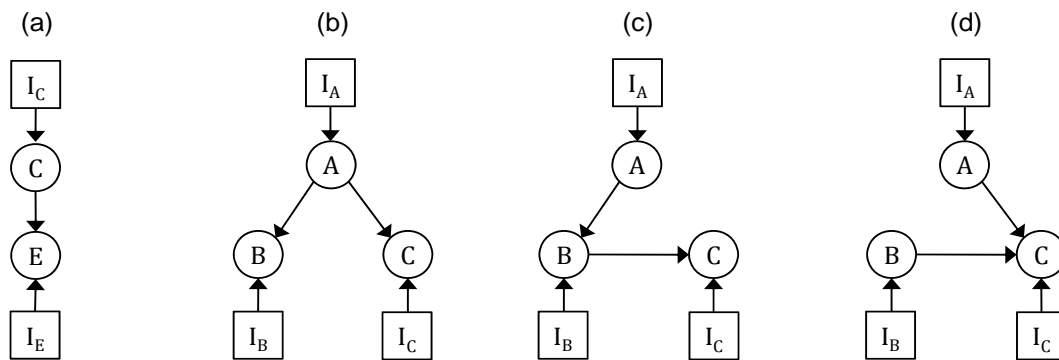 (a) (b) (c) (d)
I_C I_A I_A I_A
C A A A
E B C B C B C
I_E I_B I_C I_B I_C I_B I_C